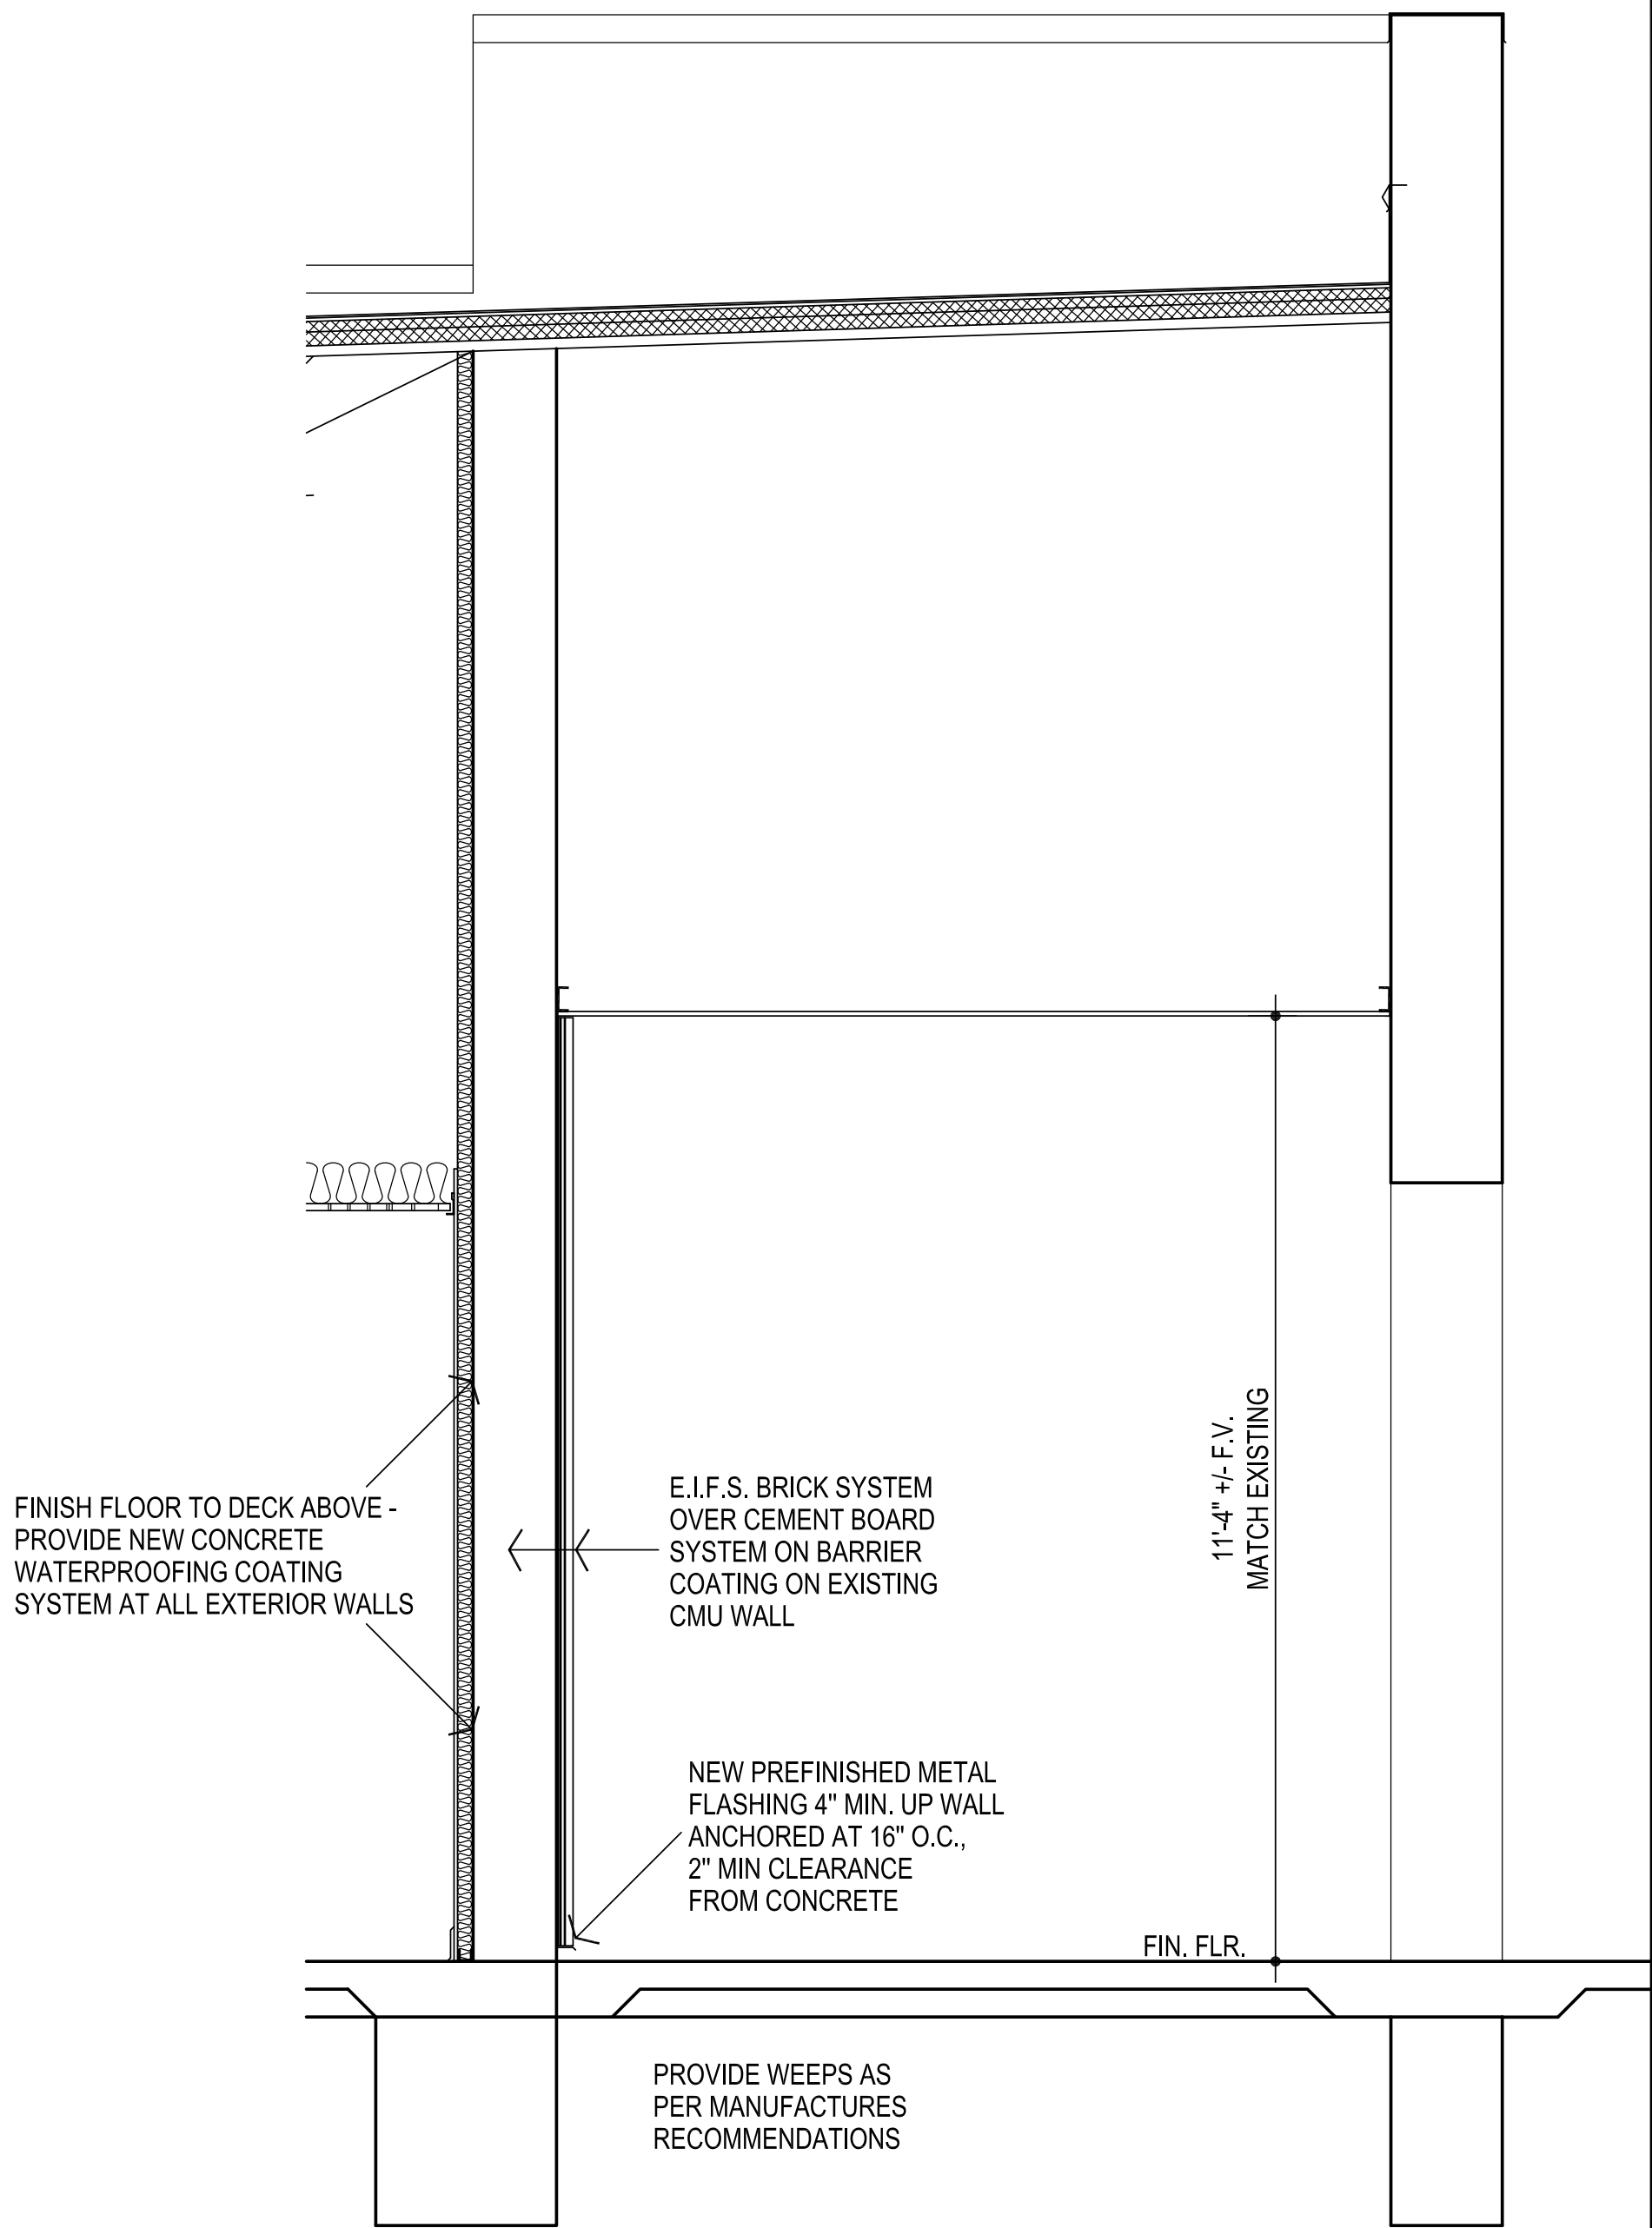 11'-4" +/- F.V.
MATCH EXISTING
E.I.F.S. BRICK SYSTEM
OVER CEMENT BOARD
SYSTEM ON BARRIER
COATING ON EXISTING
CMU WALL
FINISH FLOOR TO DECK ABOVE -
PROVIDE NEW CONCRETE
WATERPROOFING COATING
SYSTEM AT ALL EXTERIOR WALLS
NEW PREFINISHED METAL
FLASHING 4" MIN. UP WALL
ANCHORED AT 16" O.C.,
2" MIN CLEARANCE
FROM CONCRETE
FIN. FLR.
PROVIDE WEEPS AS
PER MANUFACTURES
RECOMMENDATIONS